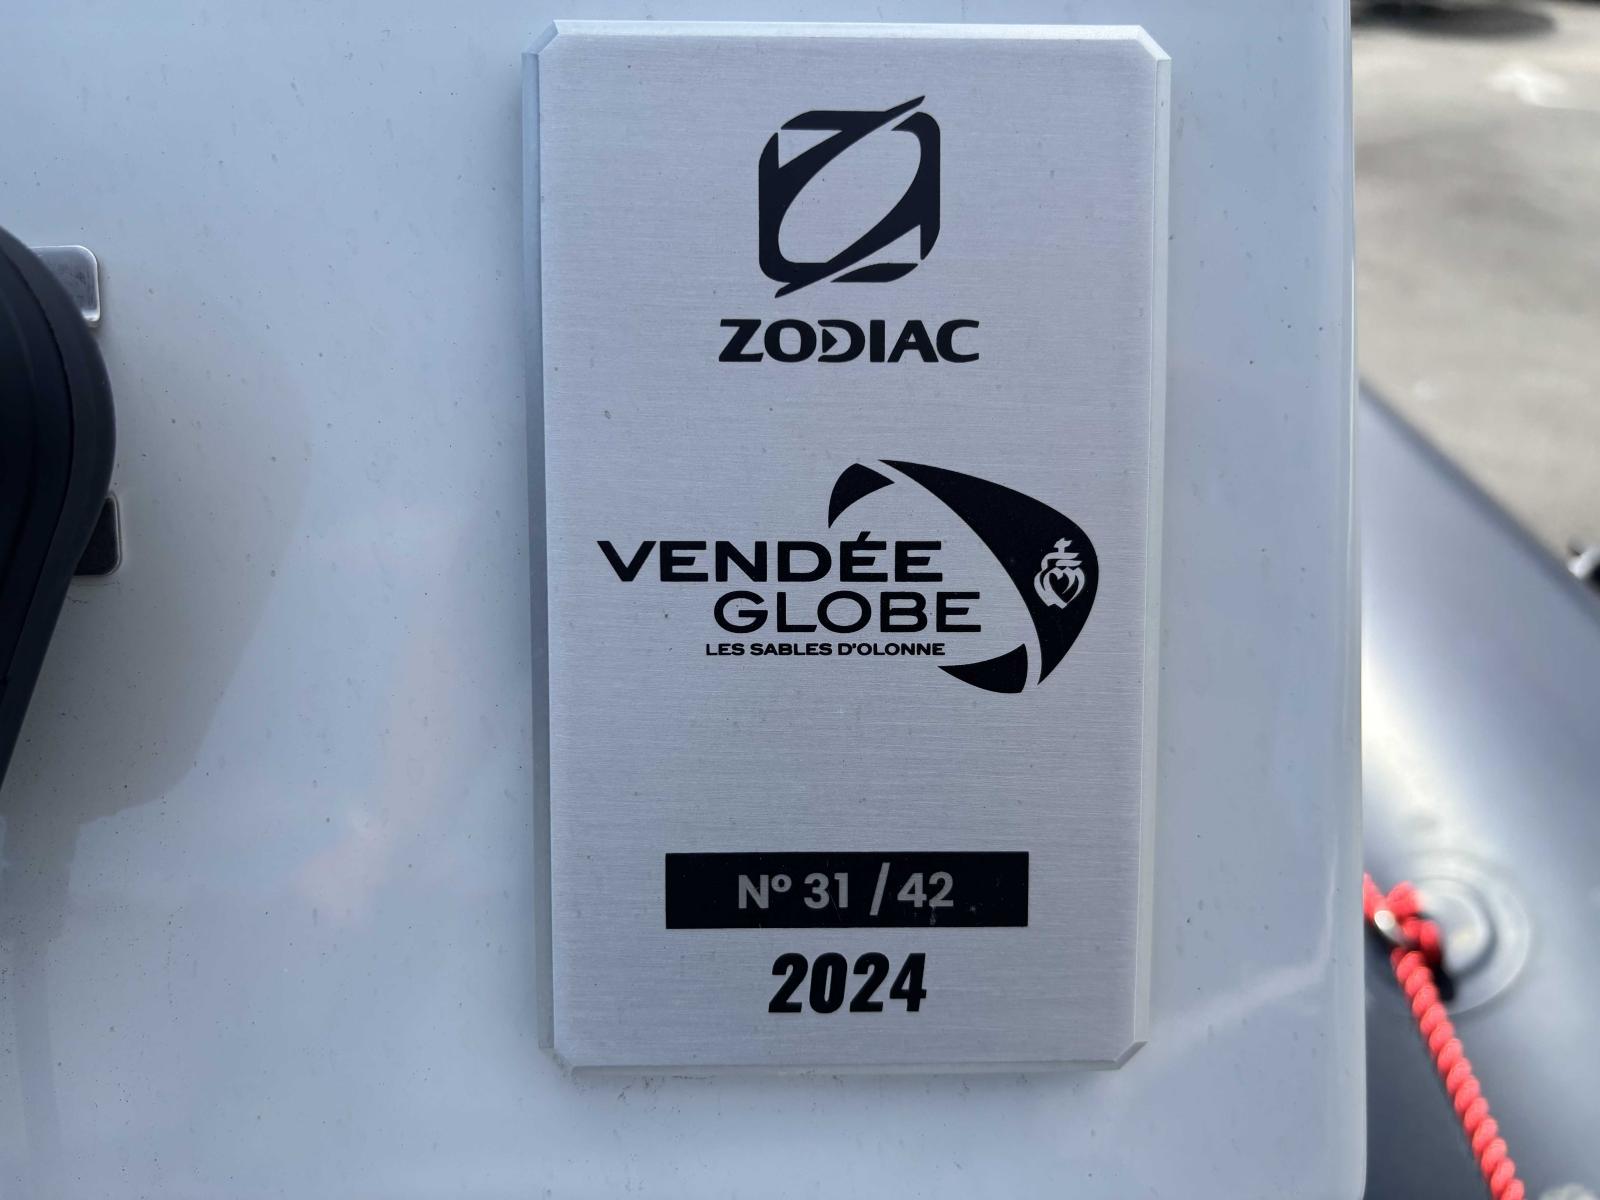 ZODIAC
VENDÉE
GLOBE
LES SABLES D'OLONNE
Nº 31 / 42
2024